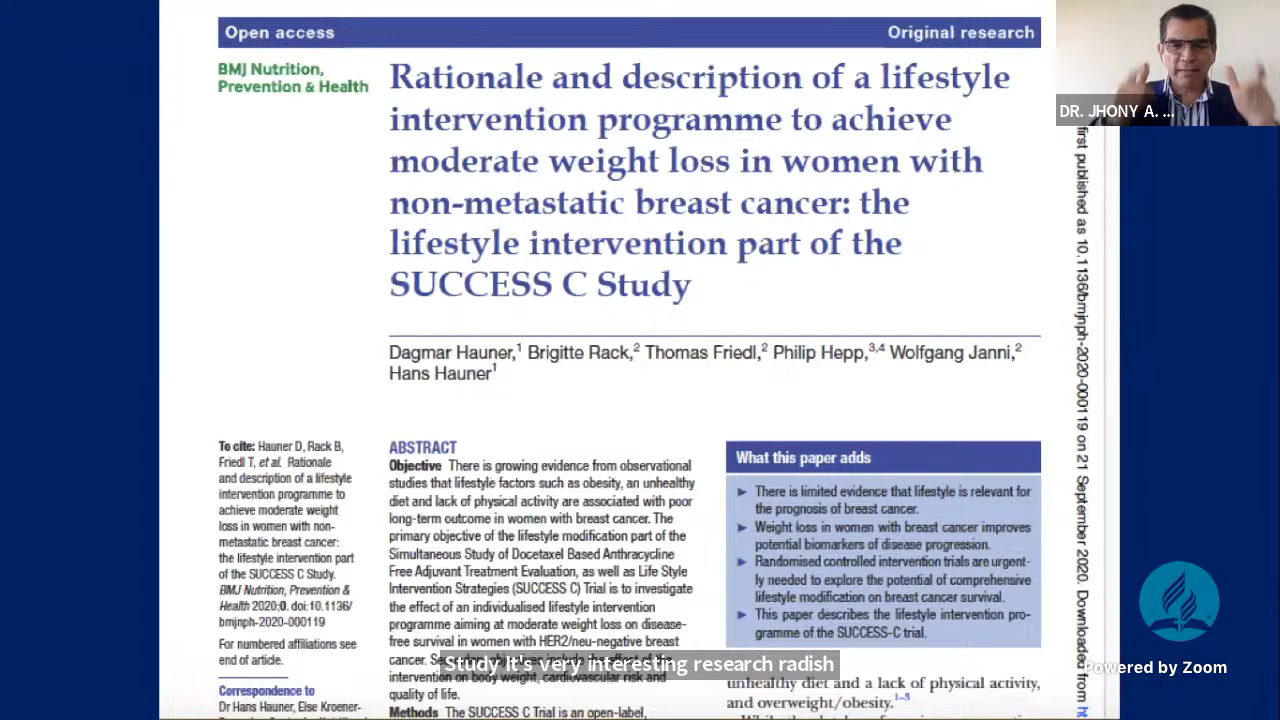 Open access
Original research
BMJ Nutrition,
Prevention & Health
Rationale and description of a lifestyle
intervention programme to achieve
moderate weight loss in women with
non-metastatic breast cancer: the
lifestyle intervention part of the
SUCCESS C Study
DR. JHONY A. ...
Dagmar Hauner,1 Brigitte Rack,2 Thomas Friedl,2 Philip Hepp,3,4 Wolfgang Janni,2
Hans Hauner1
To cite: Hauner D, Rack B,
Friedl T, et al. Rationale
and description of a lifestyle
intervention programme to
achieve moderate weight
loss in women with non-
metastatic breast cancer:
the lifestyle intervention part
of the SUCCESS C Study.
BMJ Nutrition, Prevention &
Health 2020;0. doi:10.1136/
bmjnph-2020-000119
For numbered affiliations see
end of article.
Correspondence to
Dr Hans Hauner, Else Kroener-
ABSTRACT
Objective There is growing evidence from observational
studies that lifestyle factors such as obesity, an unhealthy
diet and lack of physical activity are associated with poor
long-term outcome in women with breast cancer. The
primary objective of the lifestyle modification part of the
Simultaneous Study of Docetaxel Based Anthracycline
Free Adjuvant Treatment Evaluation, as well as Life Style
Intervention Strategies (SUCCESS C) Trial is to investigate
the effect of an individualised lifestyle intervention
programme aiming at moderate weight loss on disease-
free survival in women with HER2/neu-negative breast
cancer.
intervention on body weight, cardiovascular risk and
quality of life.
Methods The SUCCESS C Trial is an open-label,
What this paper adds
► There is limited evidence that lifestyle is relevant for
the prognosis of breast cancer.
► Weight loss in women with breast cancer improves
potential biomarkers of disease progression.
► Randomised controlled intervention trials are urgent-
ly needed to explore the potential of comprehensive
lifestyle modification on breast cancer survival.
► This paper describes the lifestyle intervention pro-
gramme of the SUCCESS-C trial.
unhealthy diet and a lack of physical activity,
and overweight/obesity.1–3
first published as 10.1136/bmjnph-2020-000119 on 21 September 2020. Downloaded from ht
Study It's very interesting research radish
Powered by Zoom